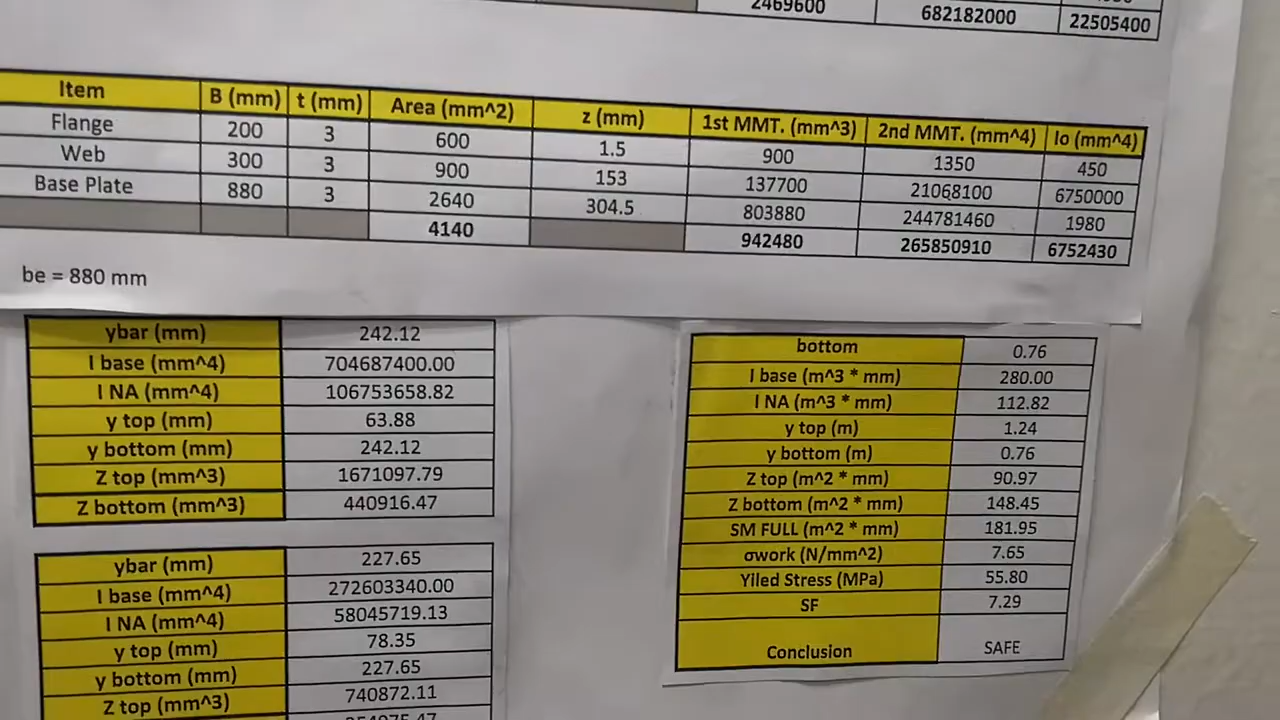 2469600 682182000 22505400
Item B (mm) t (mm) Area (mm^2) z (mm) 1st MMT. (mm^3) 2nd MMT. (mm^4) Io (mm^4)
Flange 200 3 600 1.5 900 1350 450
Web 300 3 900 153 137700 21068100 6750000
Base Plate 880 3 2640 304.5 803880 244781460 1980
4140 942480 265850910 6752430
be = 880 mm
ybar (mm) 242.12
I base (mm^4) 704687400.00
I NA (mm^4) 106753658.82
y top (mm) 63.88
y bottom (mm) 242.12
Z top (mm^3) 1671097.79
Z bottom (mm^3) 440916.47
ybar (mm) 227.65
I base (mm^4) 272603340.00
I NA (mm^4) 58045719.13
y top (mm) 78.35
y bottom (mm) 227.65
Z top (mm^3) 740872.11
bottom 0.76
I base (m^3 * mm) 280.00
I NA (m^3 * mm) 112.82
y top (m) 1.24
y bottom (m) 0.76
Z top (m^2 * mm) 90.97
Z bottom (m^2 * mm) 148.45
SM FULL (m^2 * mm) 181.95
σwork (N/mm^2) 7.65
Yiled Stress (MPa) 55.80
SF 7.29
Conclusion SAFE